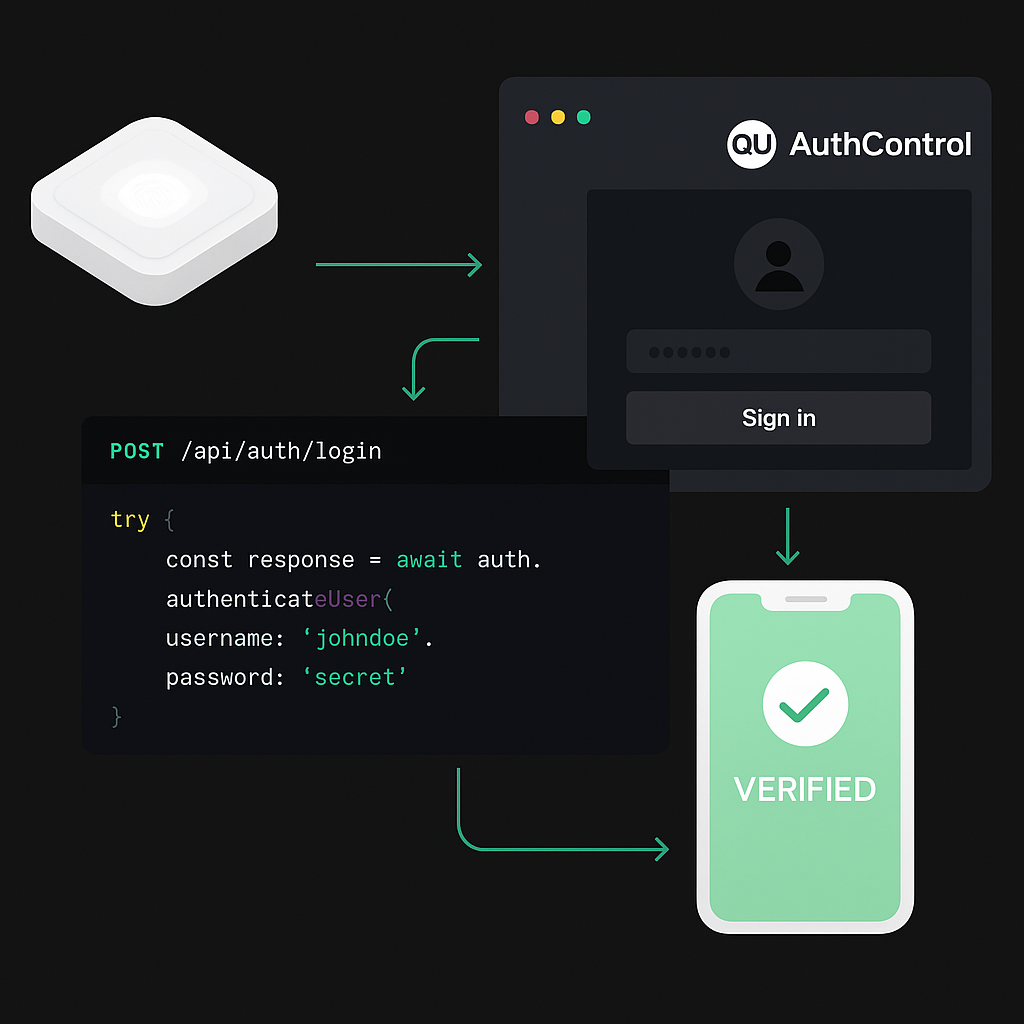 QU AuthControl
Sign in
POST /api/auth/login
try {
const response = await auth.
authenticateUser(
username: ‘johndoe’.
password: ‘secret’
}
VERIFIED